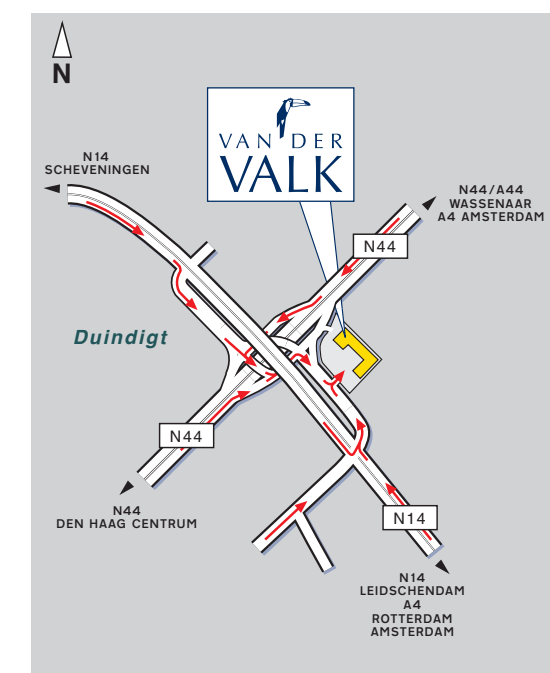 N
VAN DER
VALK
N14
SCHEVENINGEN
N44/A44
WASSENAAR
A4 AMSTERDAM
N44
Duindigt
N44
N44
DEN HAAG CENTRUM
N14
N14
LEIDSCHENDAM
A4
ROTTERDAM
AMSTERDAM